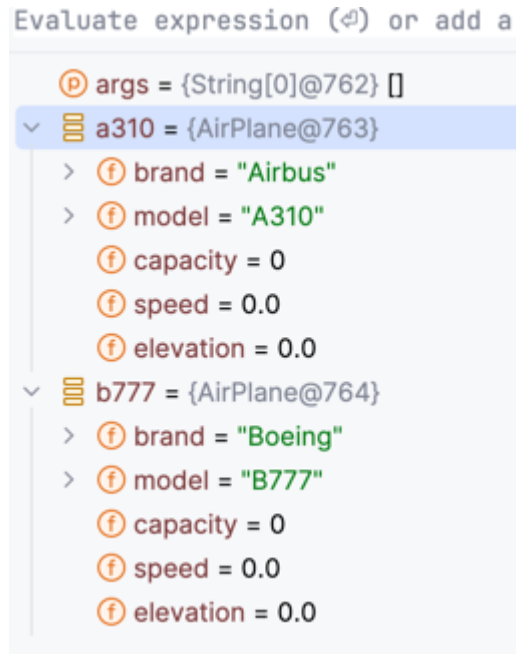 Evaluate expression (⏎) or add a
args = {String[0]@762} []
a310 = {AirPlane@763}
brand = "Airbus"
model = "A310"
capacity = 0
speed = 0.0
elevation = 0.0
b777 = {AirPlane@764}
brand = "Boeing"
model = "B777"
capacity = 0
speed = 0.0
elevation = 0.0